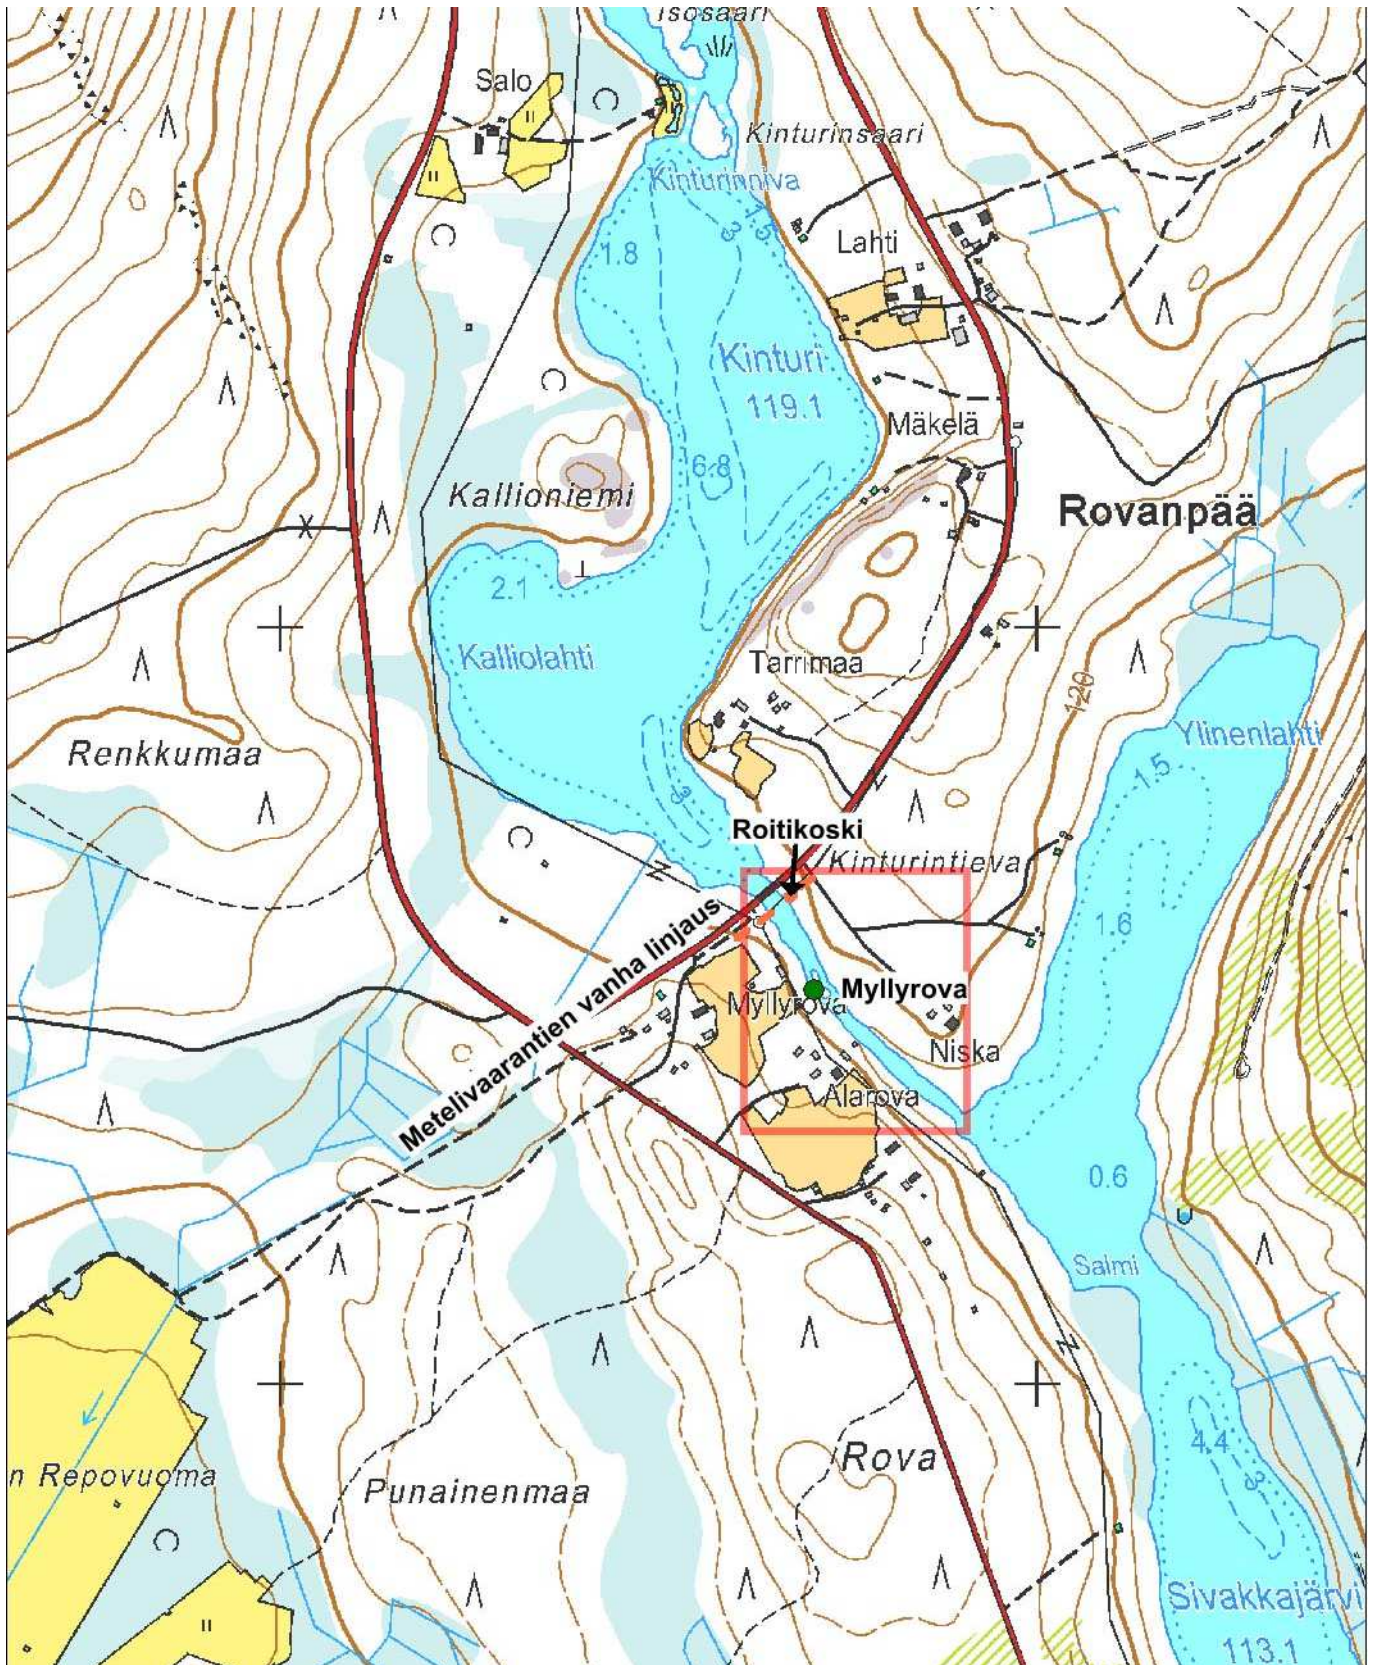 Isosaari
Salo
Kinturinsaari
Kinturinniva
1.5
3
Lahti
1.8
Kinturi
119.1
Mäkelä
6.8
Kallioniemi
Rovanpää
2.1
Kalliolahti
Tarrimaa
120
Renkkumaa
Ylinenlahti
1.5
3
Roitikoski
Kinturintieva
1.6
Metelivaarantien vanha linjaus
Myllyrova
Myllyrova
Niska
Alarova
0.6
Salmi
Rova
4.4
3
n Repovuoma
Punainenmaa
Sivakkajärvi
113.1